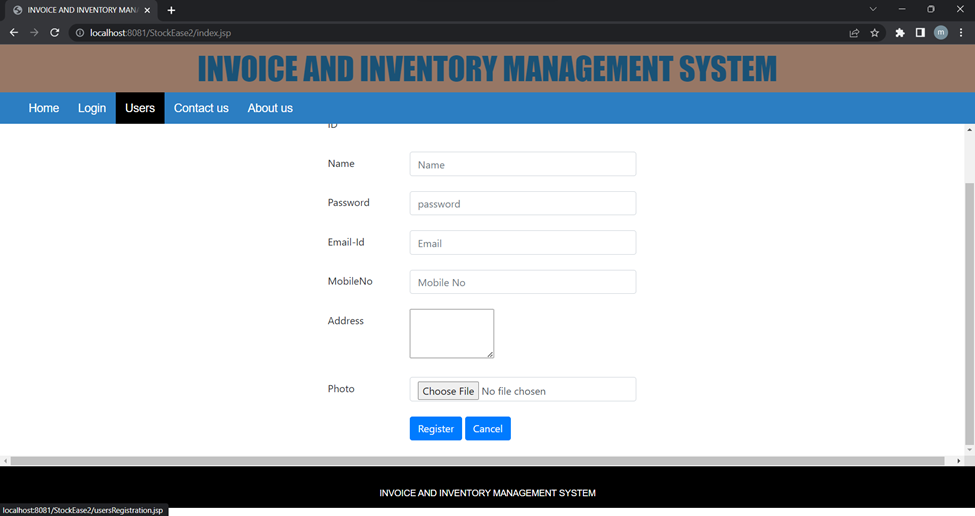 INVOICE AND INVENTORY MAN
localhost:8081/StockEase2/index.jsp
m
INVOICE AND INVENTORY MANAGEMENT SYSTEM
Home Login Users Contact us About us
ID
Name Name
Password password
Email-Id Email
MobileNo Mobile No
Address
Photo Choose File No file chosen
Register Cancel
INVOICE AND INVENTORY MANAGEMENT SYSTEM
localhost:8081/StockEase2/usersRegistration.jsp